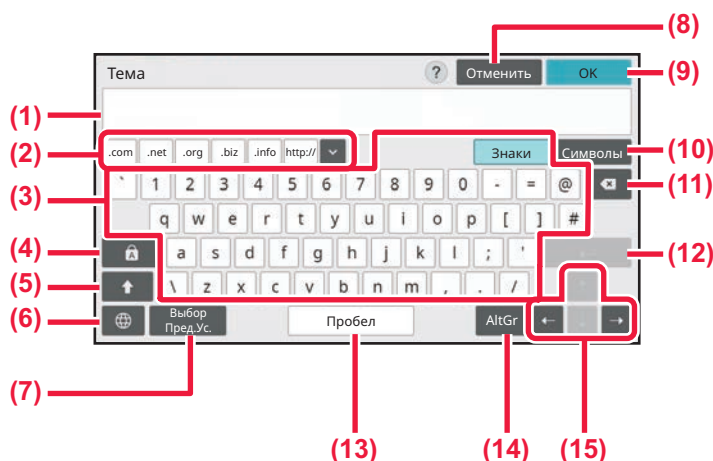 (8)
Тема ? Отменить OK (9)
(1)
(2) .com .net .org .biz .info http:// Знаки Символы (10)
(3) ` 1 2 3 4 5 6 7 8 9 0 - = @ (11)
q w e r t y u i o p [ ] #
(4) A a s d f g h j k l ; ' (12)
(5) \ z x c v b n m , . /
(6) Выбор
Пред.Ус. Пробел AltGr
(7)
(13) (14) (15)